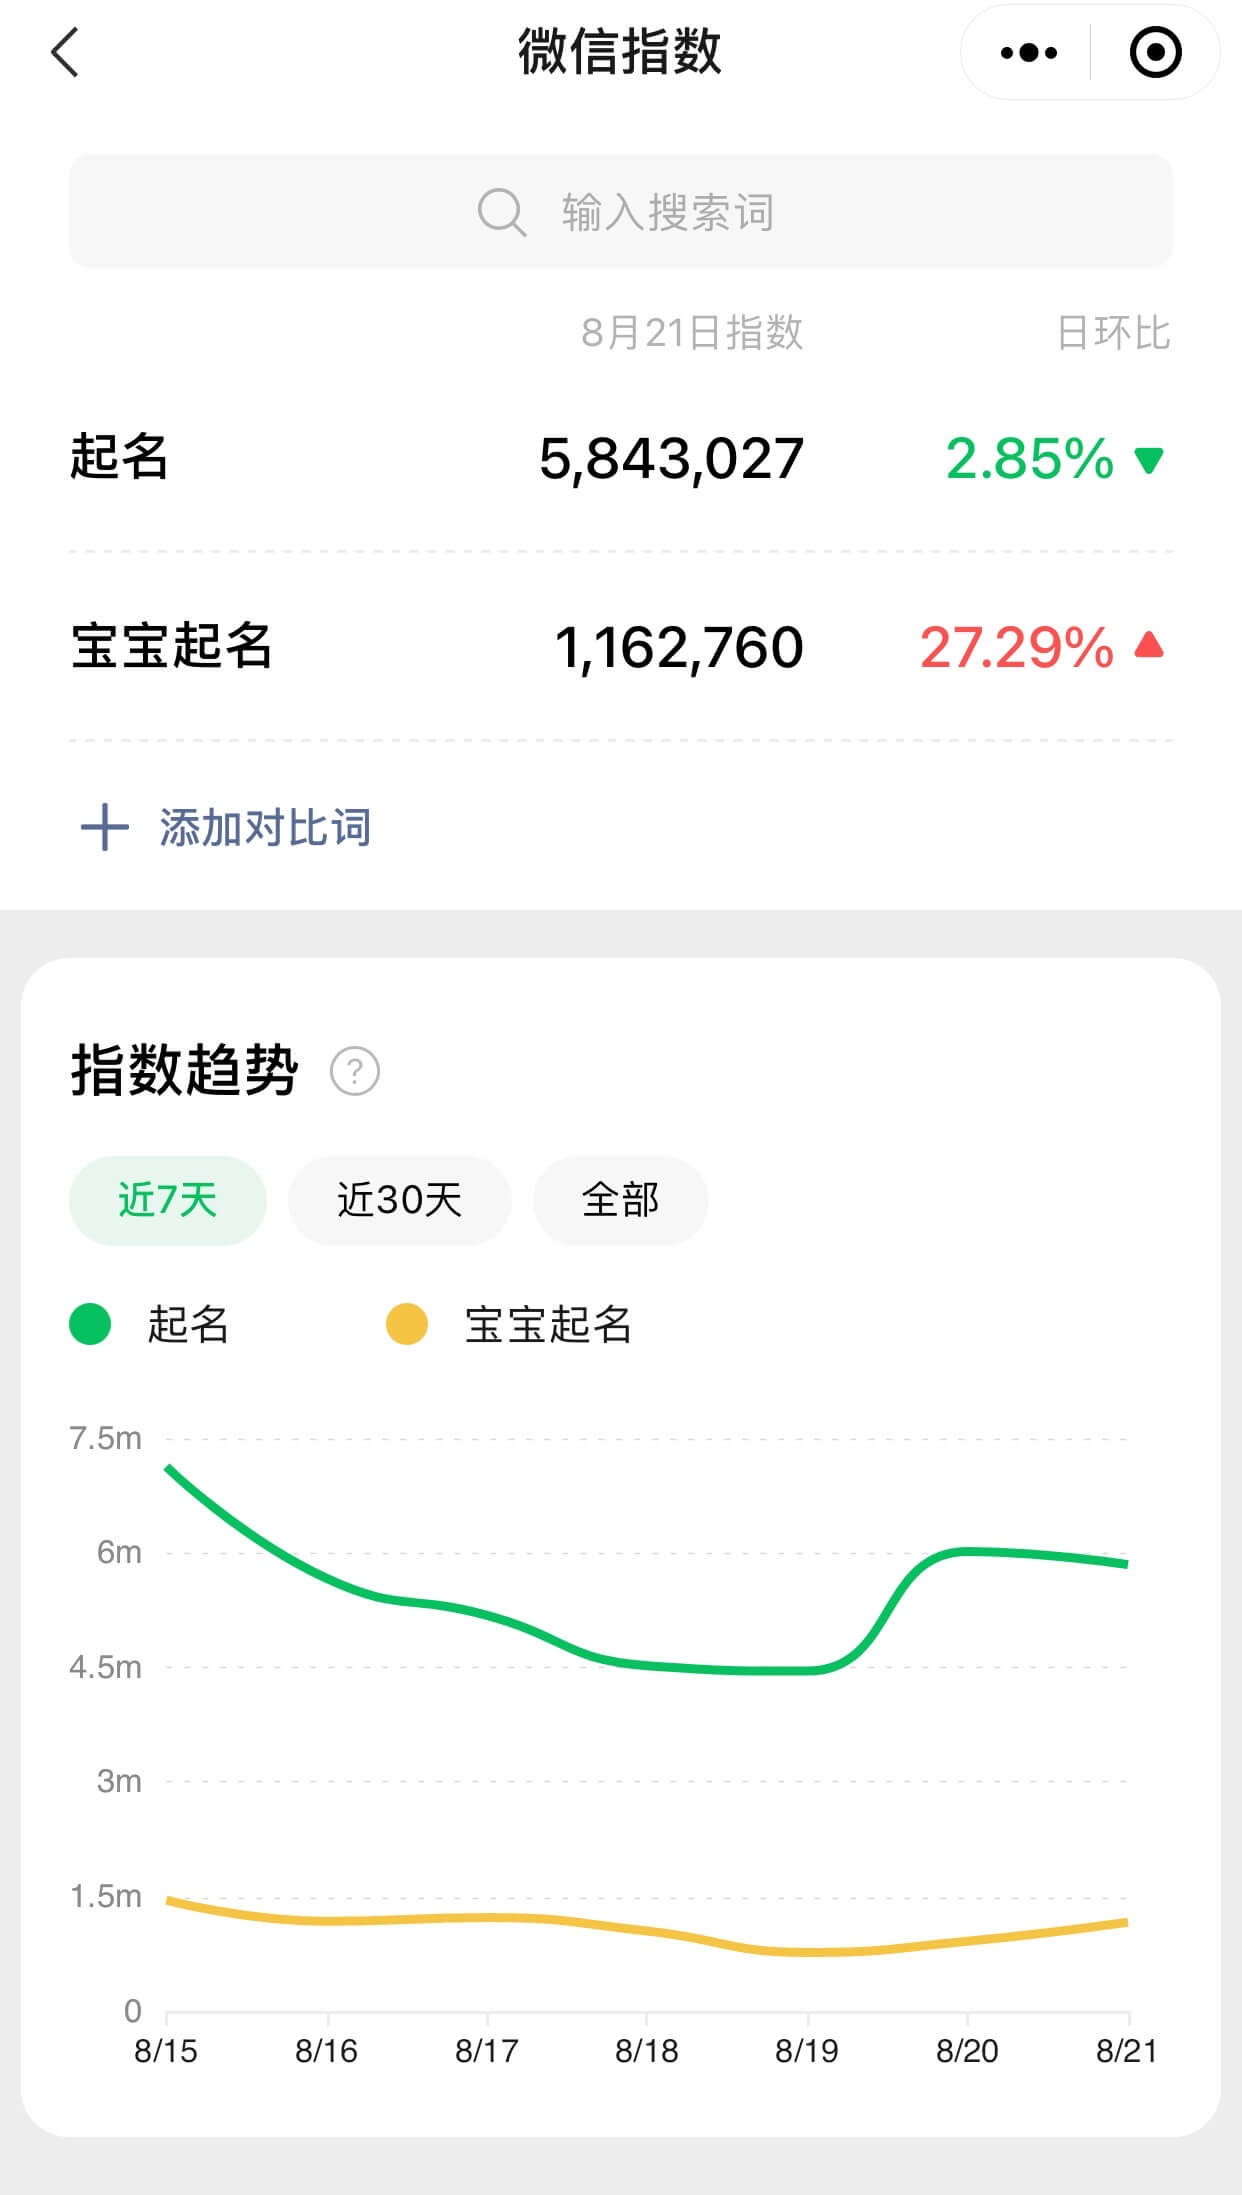 微信指数
输入搜索词
8月21日指数 日环比
起名 5,843,027 2.85%
宝宝起名 1,162,760 27.29%
添加对比词
指数趋势 ?
近7天 近30天 全部
起名 宝宝起名
7.5m
6m
4.5m
3m
1.5m
0
8/15 8/16 8/17 8/18 8/19 8/20 8/21